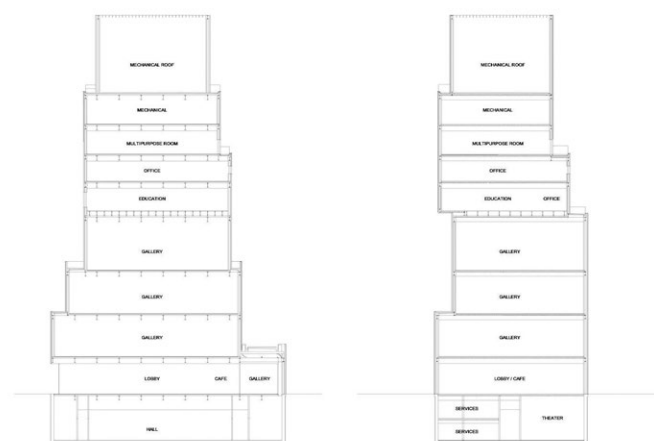 MECHANICAL ROOF
MECHANICAL
MULTIPURPOSE ROOM
OFFICE
EDUCATION
GALLERY
GALLERY
GALLERY
LOBBY CAFE GALLERY
HALL
MECHANICAL ROOF
MECHANICAL
MULTIPURPOSE ROOM
OFFICE
EDUCATION OFFICE
GALLERY
GALLERY
GALLERY
LOBBY / CAFE
SERVICES
THEATER
SERVICES